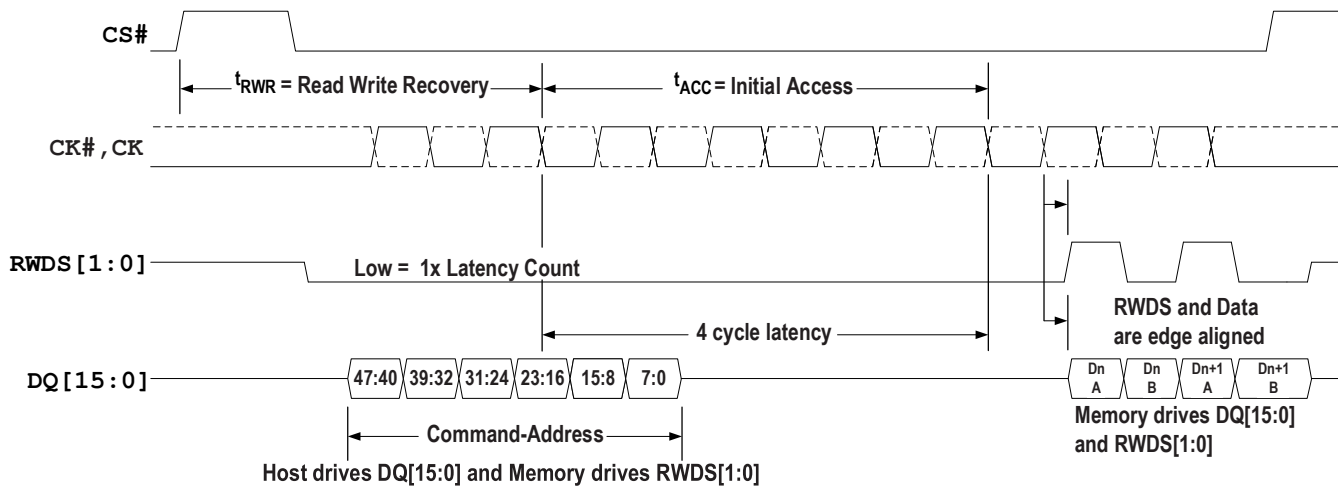 CS#
tRWR = Read Write Recovery
tACC = Initial Access
CK#,CK
RWDS[1:0]
Low = 1x Latency Count
4 cycle latency
RWDS and Data
are edge aligned
DQ[15:0]
47:40 39:32 31:24 23:16 15:8 7:0
Dn Dn Dn+1 Dn+1
A B A B
Command-Address
Memory drives DQ[15:0]
and RWDS[1:0]
Host drives DQ[15:0] and Memory drives RWDS[1:0]